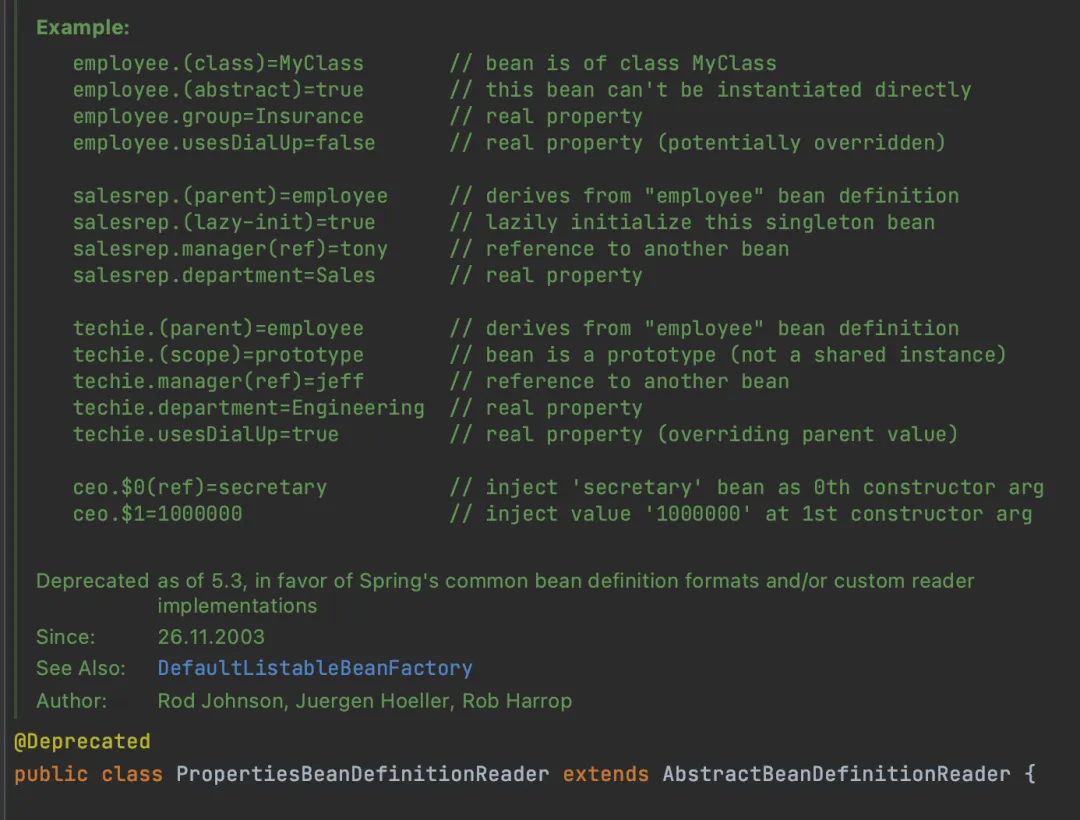 Example:
employee.(class)=MyClass // bean is of class MyClass
employee.(abstract)=true // this bean can't be instantiated directly
employee.group=Insurance // real property
employee.usesDialUp=false // real property (potentially overridden)
salesrep.(parent)=employee // derives from "employee" bean definition
salesrep.(lazy-init)=true // lazily initialize this singleton bean
salesrep.manager(ref)=tony // reference to another bean
salesrep.department=Sales // real property
techie.(parent)=employee // derives from "employee" bean definition
techie.(scope)=prototype // bean is a prototype (not a shared instance)
techie.manager(ref)=jeff // reference to another bean
techie.department=Engineering // real property
techie.usesDialUp=true // real property (overriding parent value)
ceo.$0(ref)=secretary // inject 'secretary' bean as 0th constructor arg
ceo.$1=1000000 // inject value '1000000' at 1st constructor arg
Deprecated as of 5.3, in favor of Spring's common bean definition formats and/or custom reader
implementations
Since: 26.11.2003
See Also: DefaultListableBeanFactory
Author: Rod Johnson, Juergen Hoeller, Rob Harrop
@Deprecated
public class PropertiesBeanDefinitionReader extends AbstractBeanDefinitionReader {